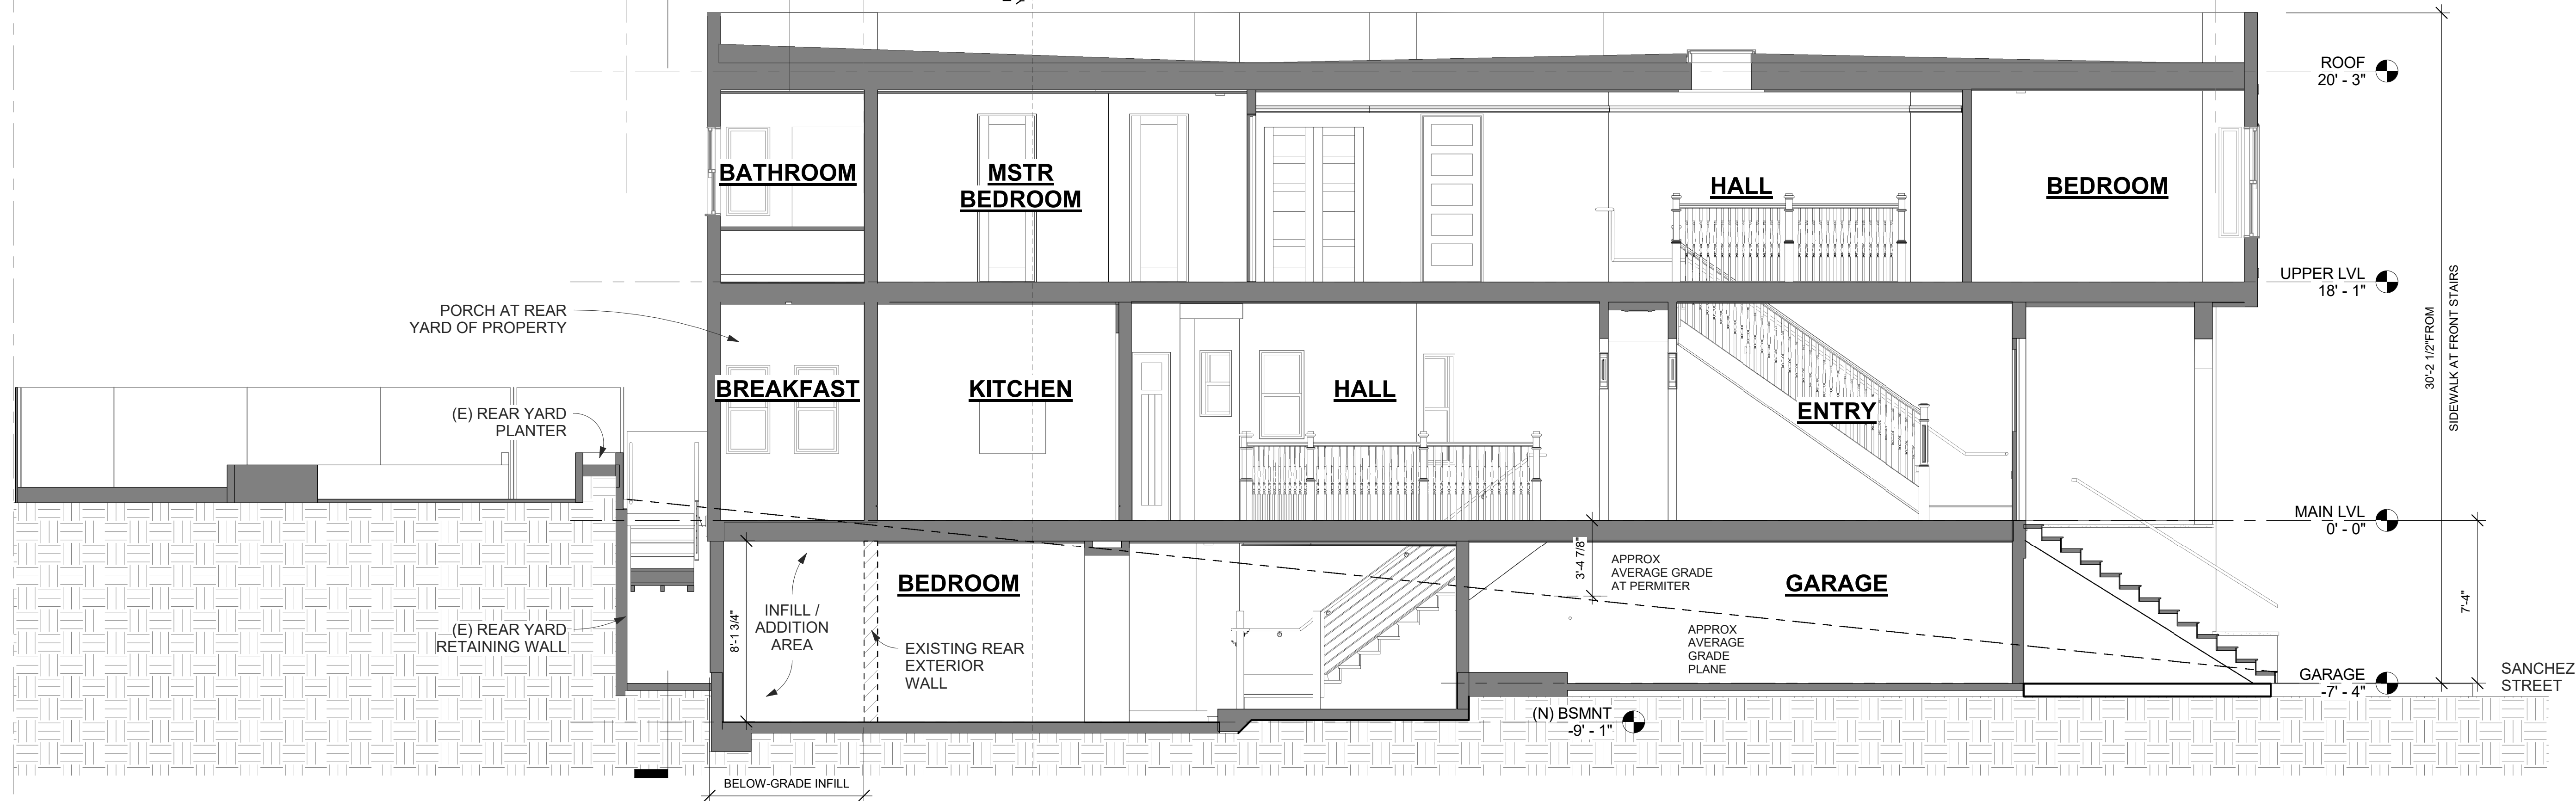 ROOF
20' - 3"
BATHROOM
MSTR
BEDROOM
HALL
BEDROOM
UPPER LVL
18' - 1"
30'-2 1/2"FROM
SIDEWALK AT FRONT STAIRS
PORCH AT REAR
YARD OF PROPERTY
BREAKFAST
KITCHEN
HALL
ENTRY
(E) REAR YARD
PLANTER
MAIN LVL
0' - 0"
3'-4 7/8"
APPROX
AVERAGE GRADE
AT PERMITER
BEDROOM
GARAGE
7'-4"
8'-1 3/4"
INFILL /
ADDITION
AREA
(E) REAR YARD
RETAINING WALL
EXISTING REAR
EXTERIOR
WALL
APPROX
AVERAGE
GRADE
PLANE
GARAGE
-7' - 4"
SANCHEZ
STREET
(N) BSMNT
-9' - 1"
BELOW-GRADE INFILL